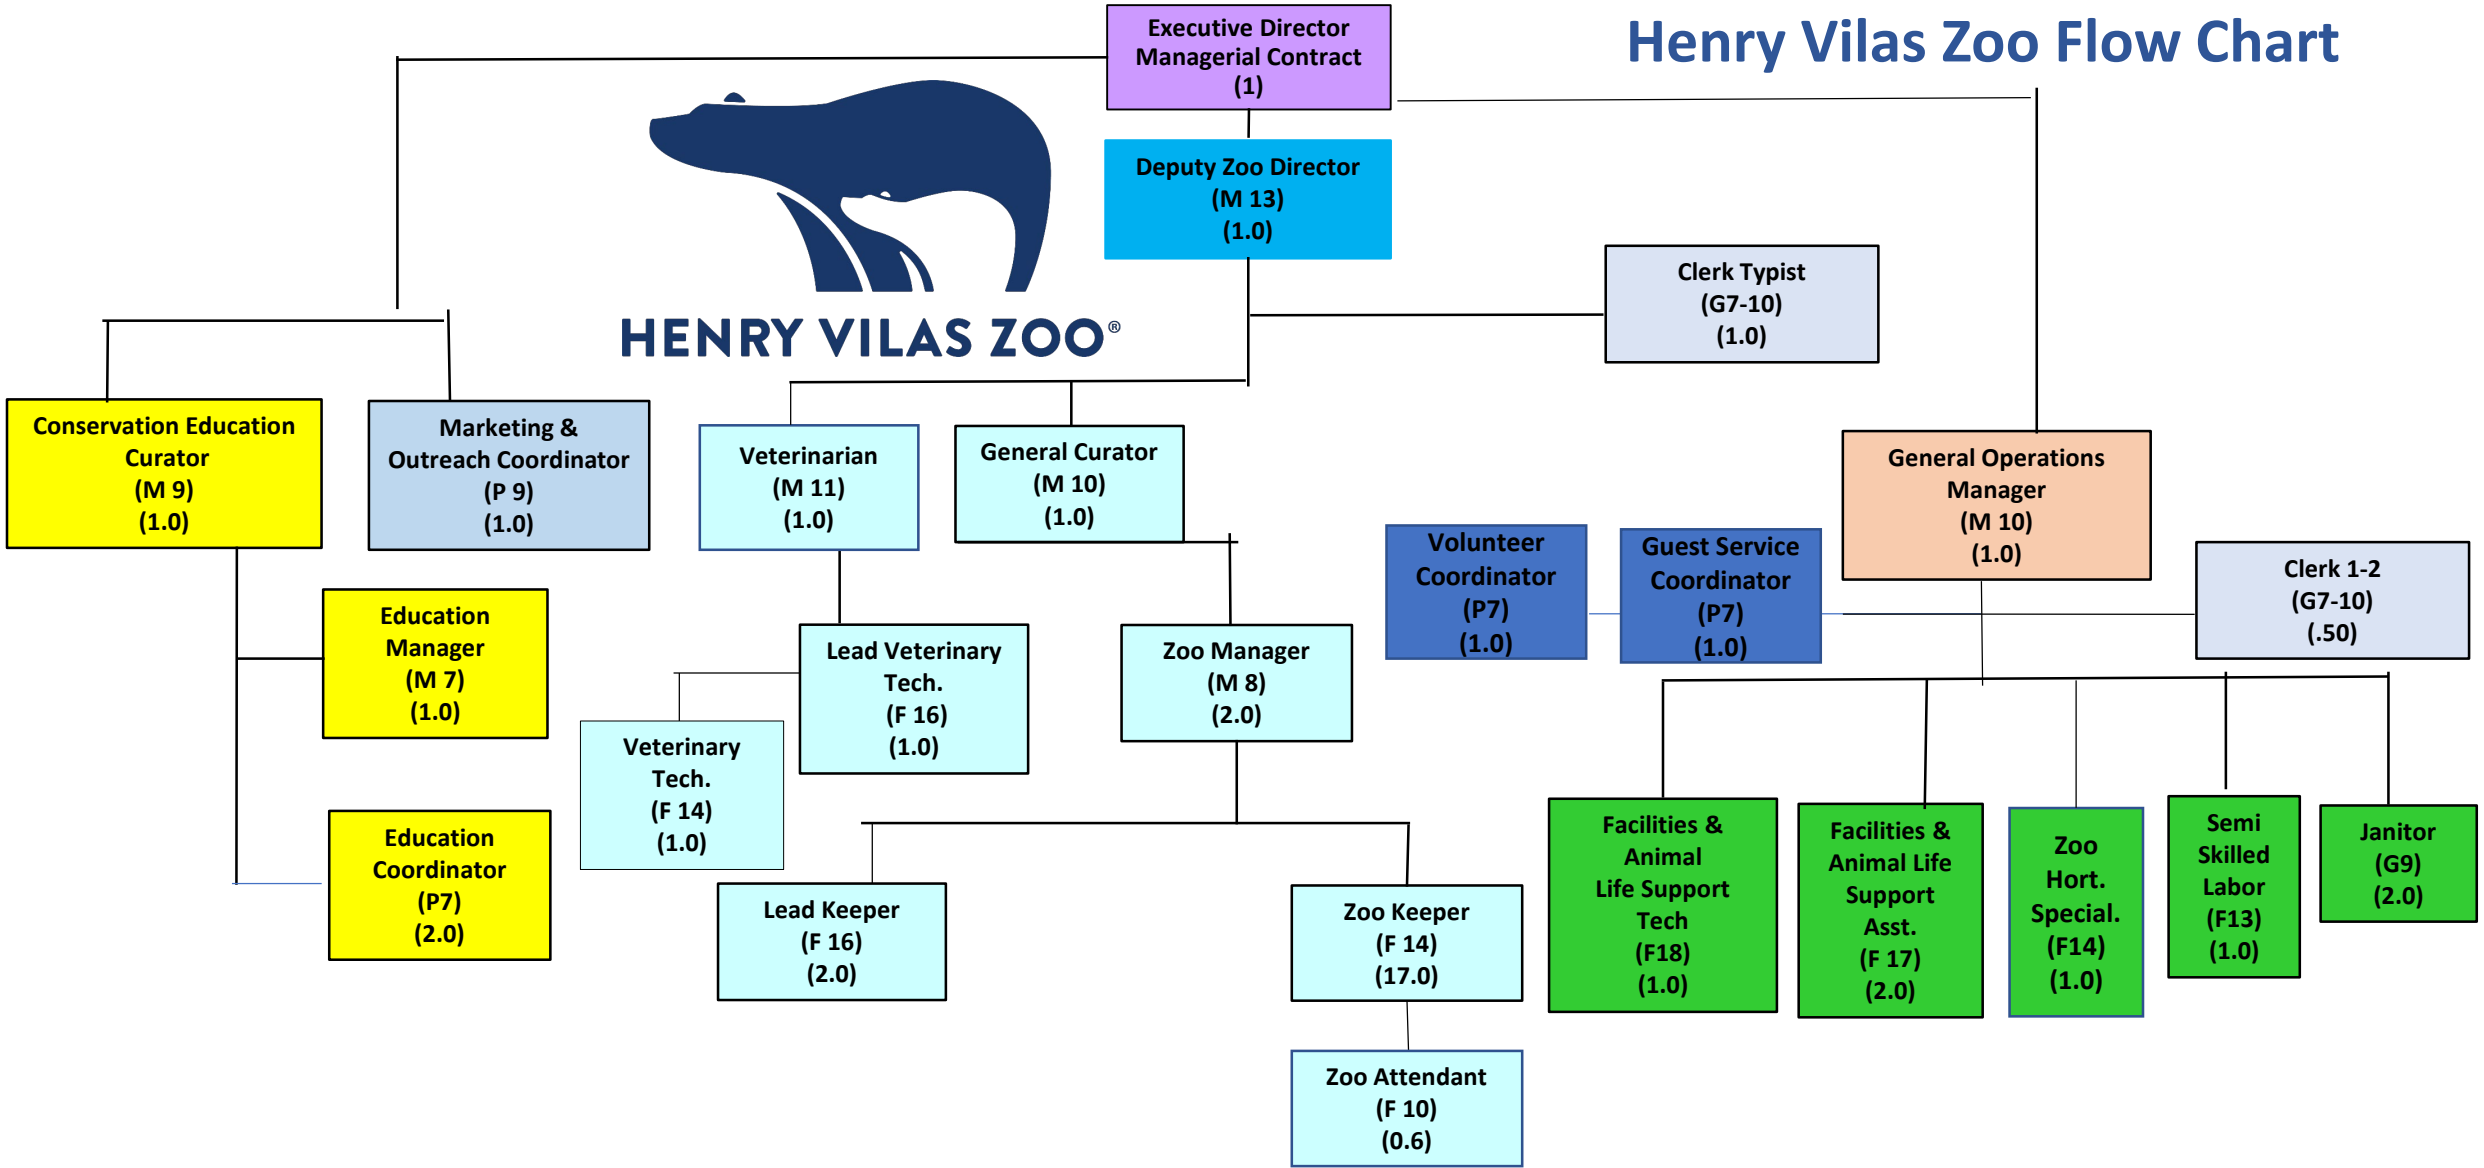 Henry Vilas Zoo Flow Chart
Executive Director
Managerial Contract
(1)
Deputy Zoo Director
(M 13)
(1.0)
Clerk Typist
(G7-10)
(1.0)
HENRY VILAS ZOO®
Conservation Education
Curator
(M 9)
(1.0)
Marketing &
Outreach Coordinator
(P 9)
(1.0)
Veterinarian
(M 11)
(1.0)
General Curator
(M 10)
(1.0)
General Operations
Manager
(M 10)
(1.0)
Volunteer
Coordinator
(P7)
(1.0)
Guest Service
Coordinator
(P7)
(1.0)
Clerk 1-2
(G7-10)
(.50)
Education
Manager
(M 7)
(1.0)
Lead Veterinary
Tech.
(F 16)
(1.0)
Zoo Manager
(M 8)
(2.0)
Veterinary
Tech.
(F 14)
(1.0)
Education
Coordinator
(P7)
(2.0)
Lead Keeper
(F 16)
(2.0)
Zoo Keeper
(F 14)
(17.0)
Facilities &
Animal
Life Support
Tech
(F18)
(1.0)
Facilities &
Animal Life
Support
Asst.
(F 17)
(2.0)
Zoo
Hort.
Special.
(F14)
(1.0)
Semi
Skilled
Labor
(F13)
(1.0)
Janitor
(G9)
(2.0)
Zoo Attendant
(F 10)
(0.6)